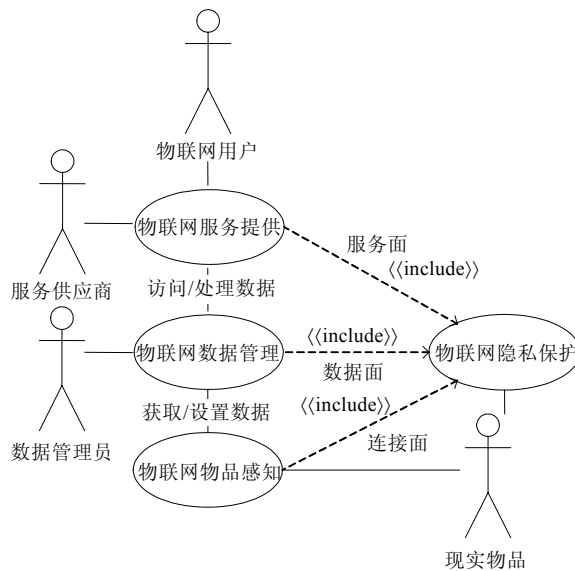 物联网用户
物联网服务提供
服务面
〈〈include〉〉
服务供应商
访问/处理数据
〈〈include〉〉
物联网数据管理
物联网隐私保护
数据面
〈〈include〉〉
获取/设置数据
数据管理员
连接面
物联网物品感知
现实物品